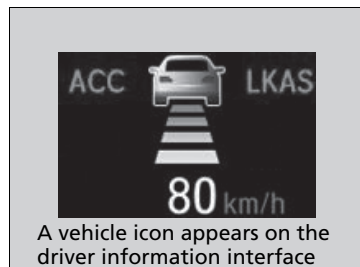 ACC LKAS
80 km/h
A vehicle icon appears on the
driver information interface